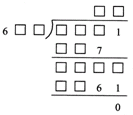 □ □
6 □ □ ) □ □ □ 1
□ □ 7
□ □ □ □
□ □ 6 1
0